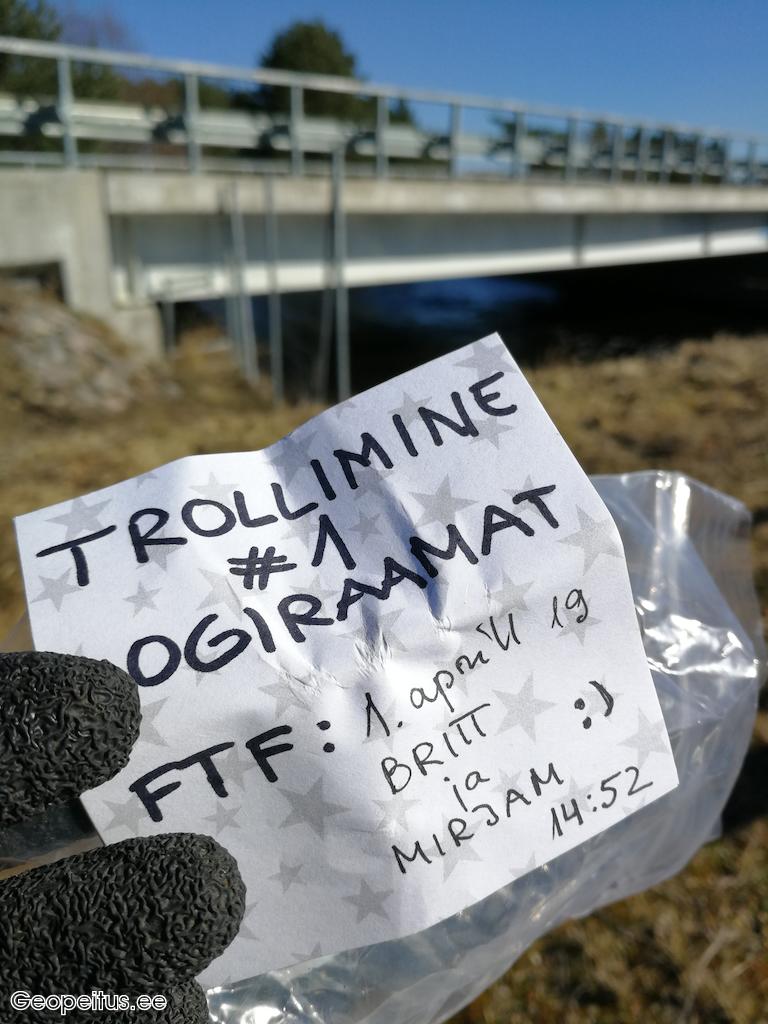 TROLLIMINE
#1
OGIRAAMAT
FTF: 1. aprill 19
BRITT
ja
MIRJAM
14:52
:)
Geopeitus.ee